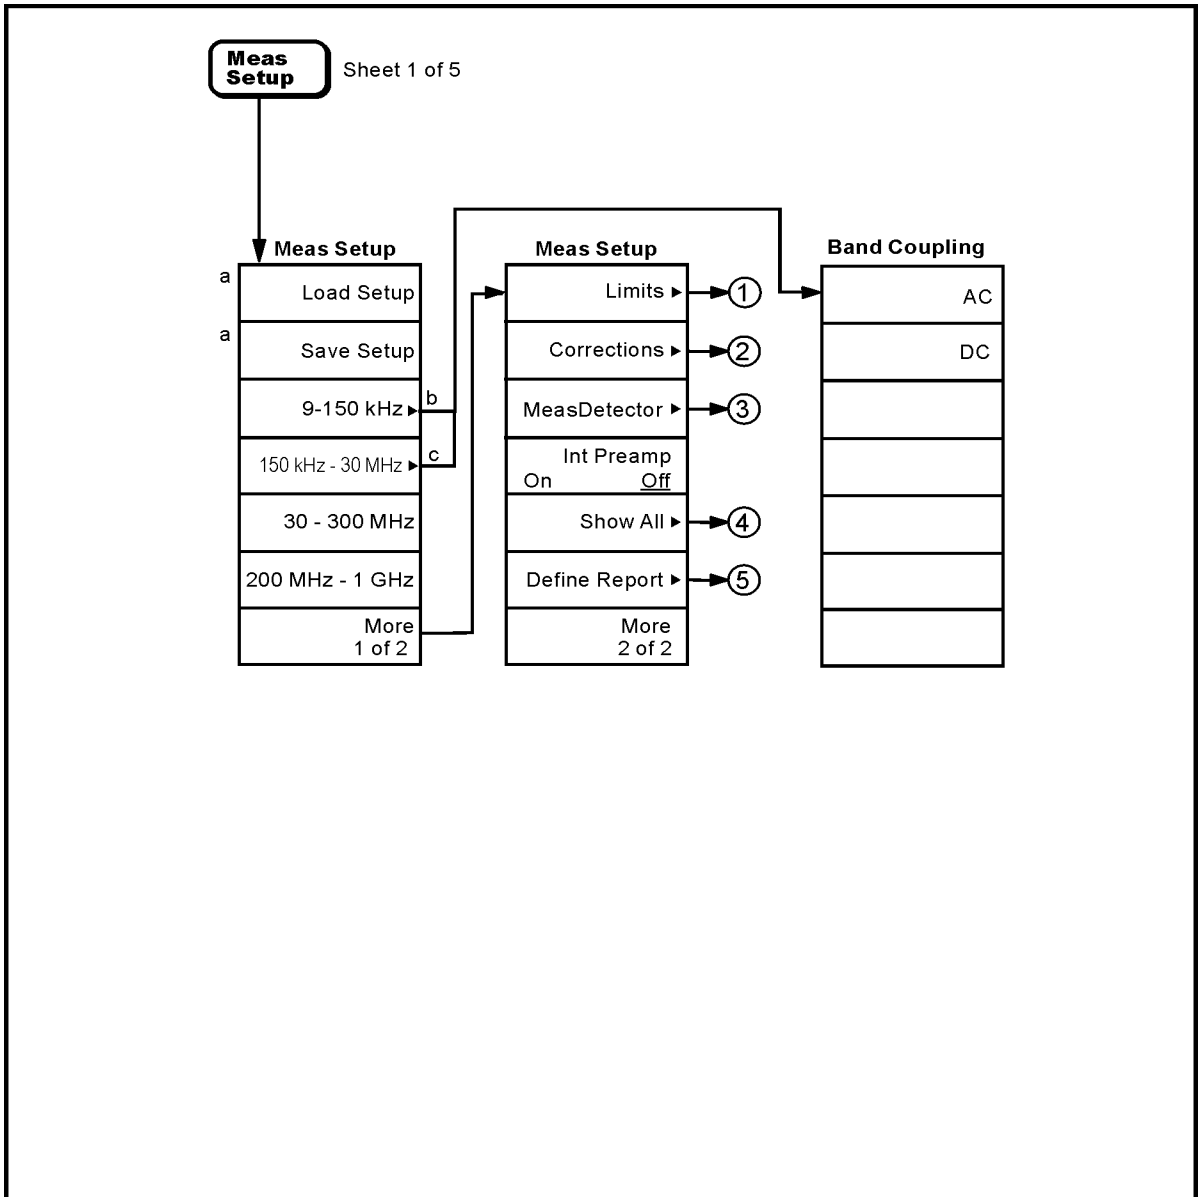 Meas
Setup
Sheet 1 of 5
Meas Setup
a
Load Setup
a
Save Setup
9-150 kHz
b
150 kHz - 30 MHz
c
30 - 300 MHz
200 MHz - 1 GHz
More
1 of 2
Meas Setup
Limits
1
Corrections
2
MeasDetector
3
Int Preamp
On Off
Show All
4
Define Report
5
More
2 of 2
Band Coupling
AC
DC